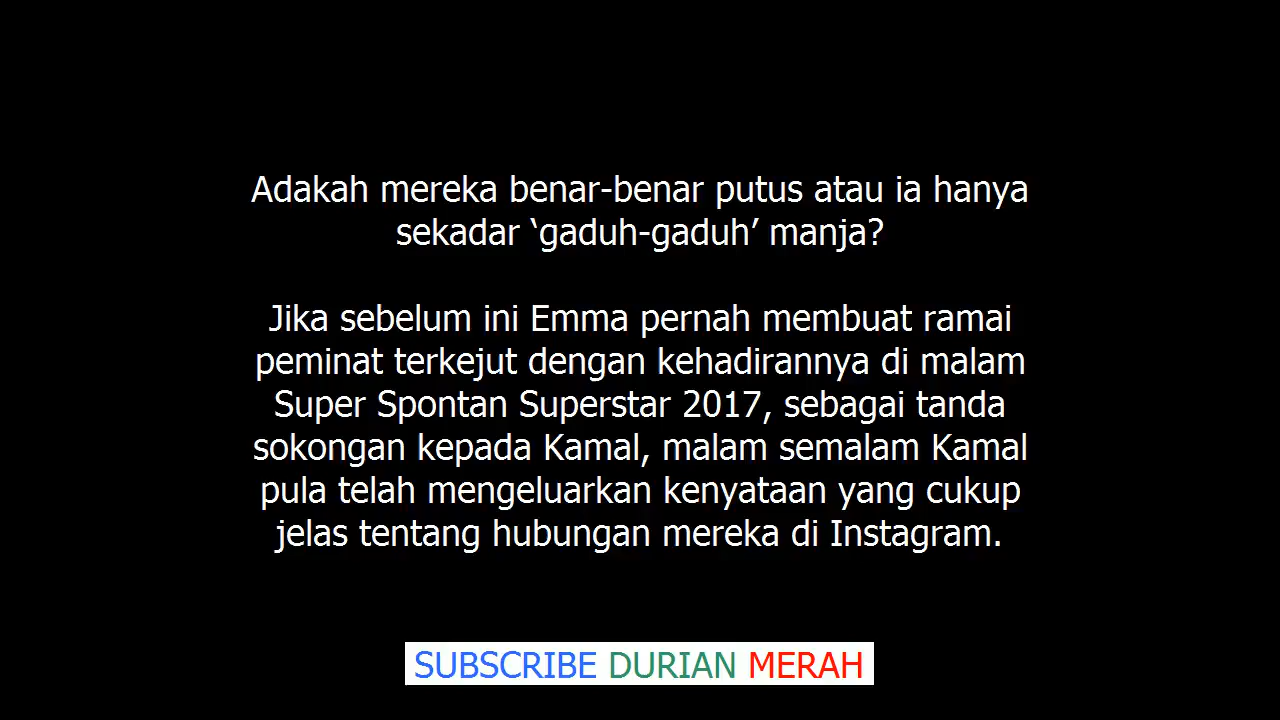 Adakah mereka benar-benar putus atau ia hanya
sekadar ‘gaduh-gaduh’ manja?
Jika sebelum ini Emma pernah membuat ramai
peminat terkejut dengan kehadirannya di malam
Super Spontan Superstar 2017, sebagai tanda
sokongan kepada Kamal, malam semalam Kamal
pula telah mengeluarkan kenyataan yang cukup
jelas tentang hubungan mereka di Instagram.
SUBSCRIBE DURIAN MERAH